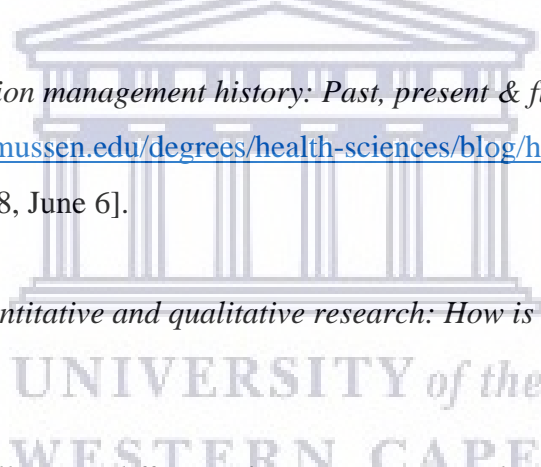 ion management history: Past, present &
mussen.edu/degrees/health-sciences/blog/h
8, June 6].
ntitative and qualitative research: How is
UNIVERSITY of the
WESTERN CAPE